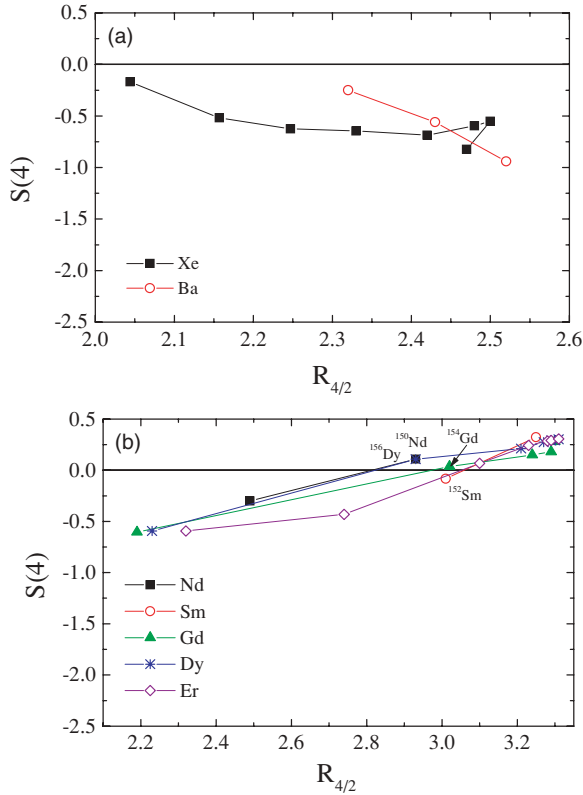 (a)
0.5
0.0
-0.5
-1.0
-1.5
-2.0
-2.5
S(4)
Xe
Ba
2.0 2.1 2.2 2.3 2.4 2.5 2.6
R4/2
(b)
0.5
0.0
-0.5
-1.0
-1.5
-2.0
-2.5
S(4)
150Nd
154Gd
156Dy
152Sm
Nd
Sm
Gd
Dy
Er
2.2 2.4 2.6 2.8 3.0 3.2
R4/2